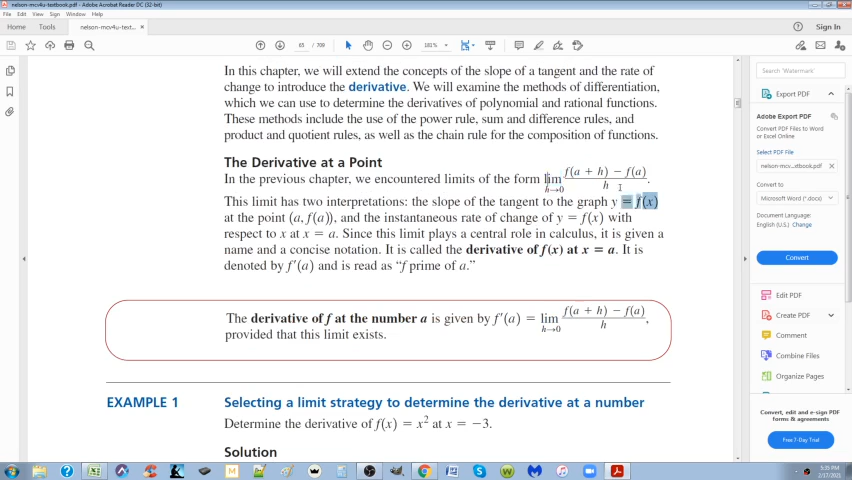 nelson-mcv4u-textbook.pdf - Adobe Acrobat Reader DC (32-bit)
File Edit View Sign Window Help
Home Tools nelson-mcv4u-text... × Sign In
65 / 709 181%
In this chapter, we will extend the concepts of the slope of a tangent and the rate of
change to introduce the derivative. We will examine the methods of differentiation,
which we can use to determine the derivatives of polynomial and rational functions.
These methods include the use of the power rule, sum and difference rules, and
product and quotient rules, as well as the chain rule for the composition of functions.
The Derivative at a Point
In the previous chapter, we encountered limits of the form lim h→0 f(a + h) − f(a) / h.
This limit has two interpretations: the slope of the tangent to the graph y = f(x)
at the point (a, f(a)), and the instantaneous rate of change of y = f(x) with
respect to x at x = a. Since this limit plays a central role in calculus, it is given a
name and a concise notation. It is called the derivative of f(x) at x = a. It is
denoted by f′(a) and is read as “f prime of a.”
The derivative of f at the number a is given by f′(a) = lim h→0 f(a + h) − f(a) / h,
provided that this limit exists.
EXAMPLE 1 Selecting a limit strategy to determine the derivative at a number
Determine the derivative of f(x) = x² at x = −3.
Solution
Search 'Watermark'
Export PDF
Adobe Export PDF
Convert PDF Files to Word
or Excel Online
Select PDF File
nelson-mc...xtbook.pdf ×
Convert to
Microsoft Word (*.docx)
Document Language:
English (U.S.) Change
Convert
Edit PDF
Create PDF
Comment
Combine Files
Organize Pages
Convert, edit and e-sign PDF
forms & agreements
Free 7-Day Trial
5:35 PM
2/17/2021